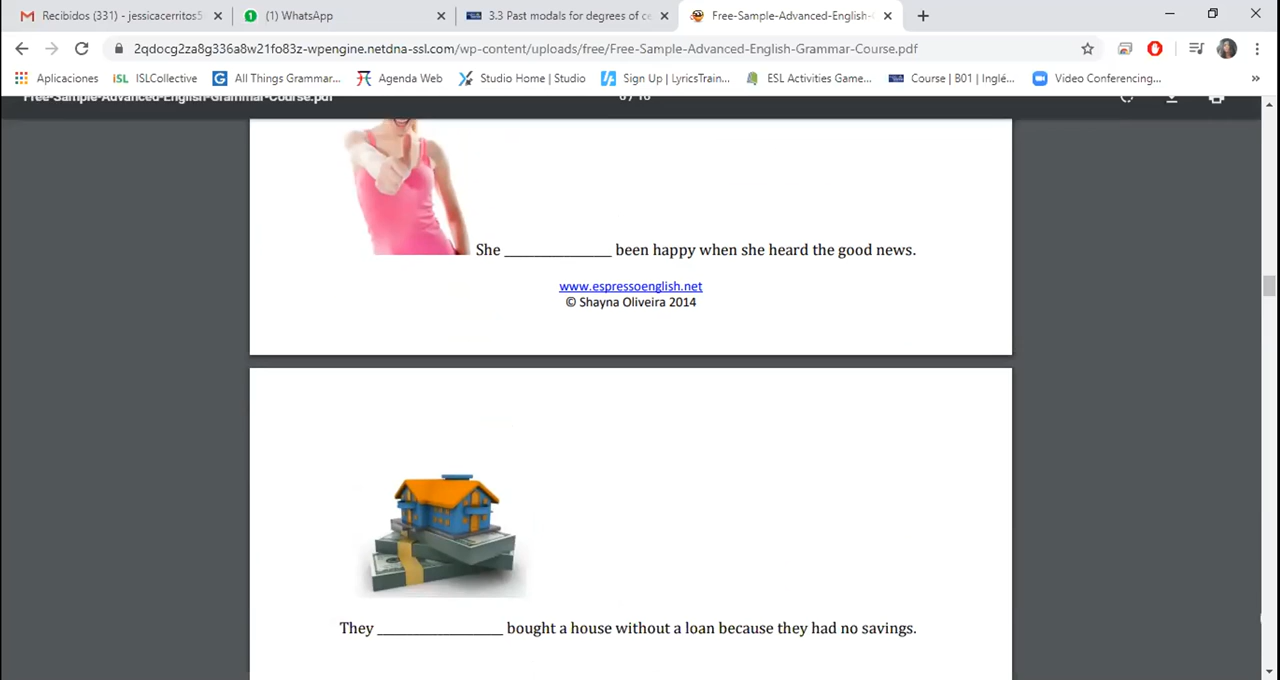 Recibidos (331) - jessicacerritos5
(1) WhatsApp
3.3 Past modals for degrees of ce
Free-Sample-Advanced-English-G
2qdocg2za8g336a8w21fo83z-wpengine.netdna-ssl.com/wp-content/uploads/free/Free-Sample-Advanced-English-Grammar-Course.pdf
Aplicaciones
iSL ISLCollective
All Things Grammar...
Agenda Web
Studio Home | Studio
Sign Up | LyricsTrain...
ESL Activities Game...
Course | B01 | Inglé...
Video Conferencing...
»
Free-Sample-Advanced-English-Grammar-Course.pdf
She ______________ been happy when she heard the good news.
www.espressoenglish.net
© Shayna Oliveira 2014
They ________________ bought a house without a loan because they had no savings.